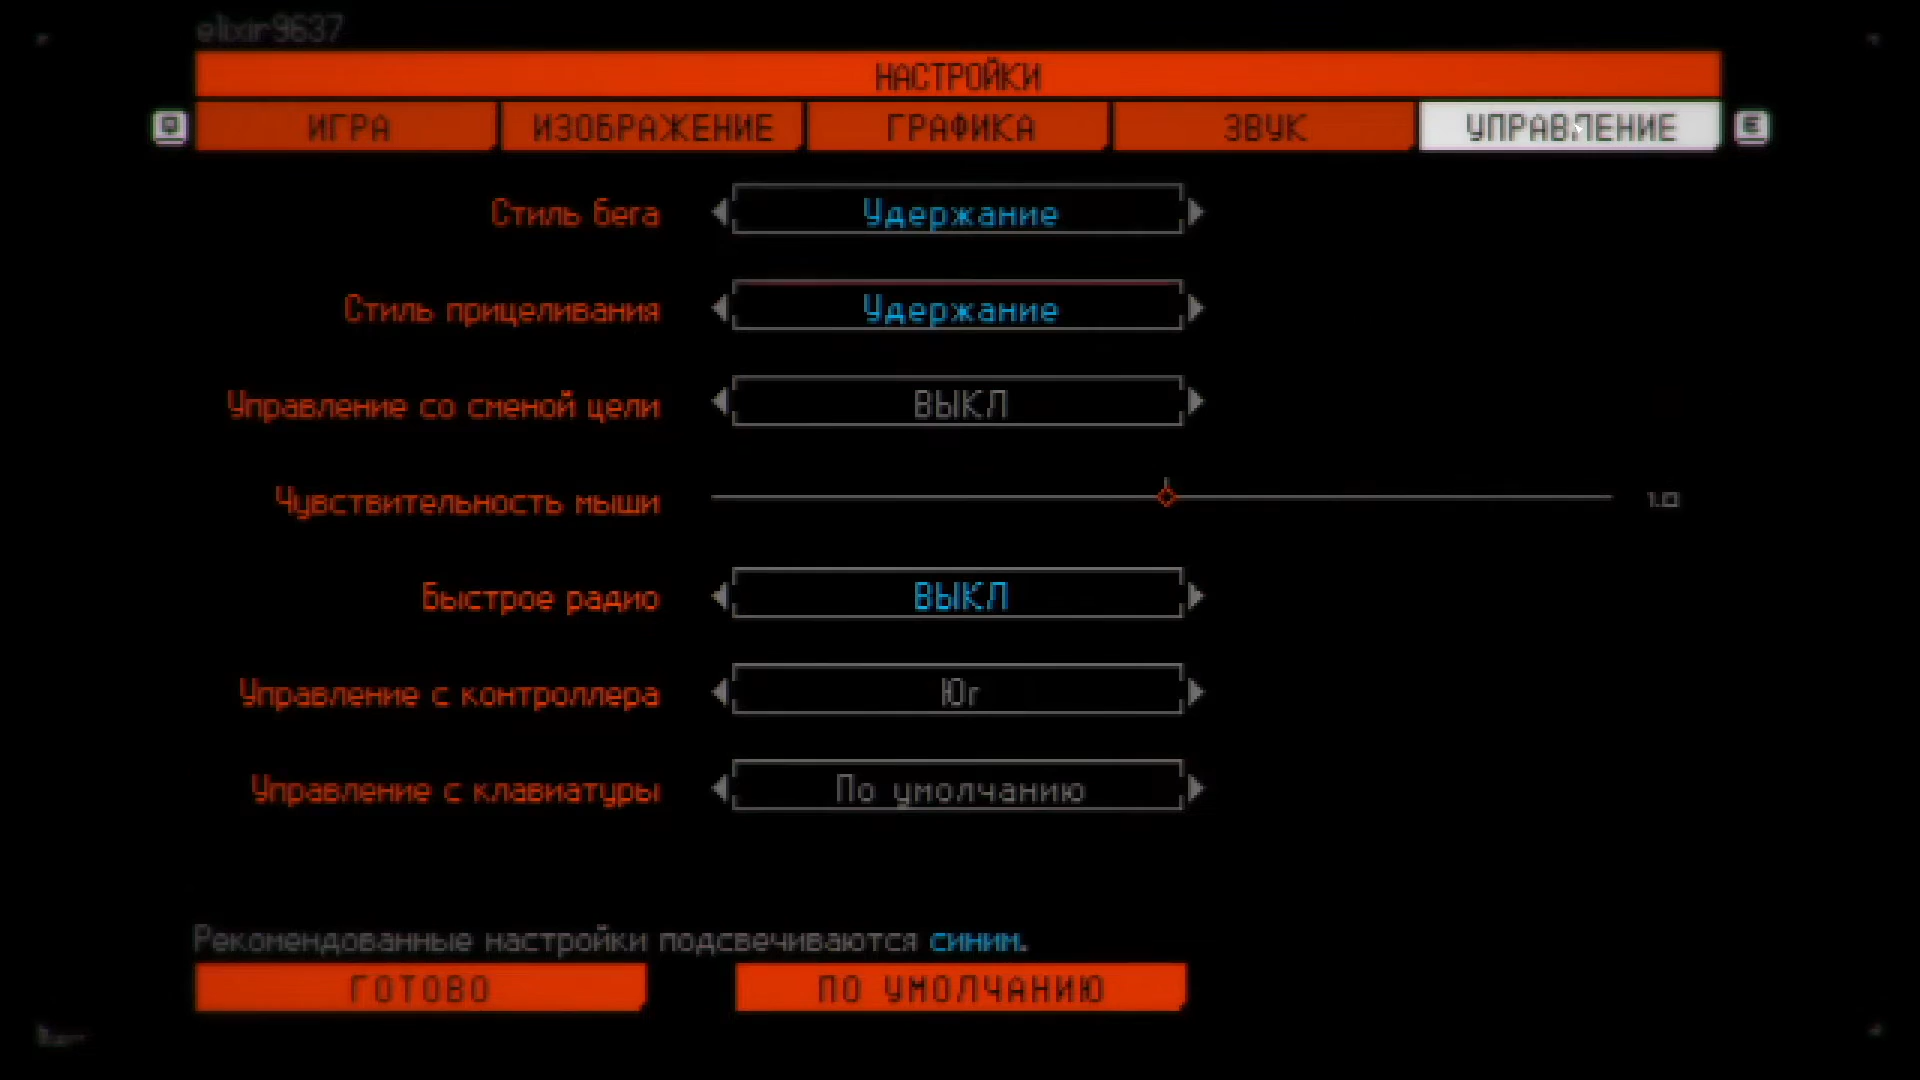 elixir9637
НАСТРОЙКИ
Q ИГРА ИЗОБРАЖЕНИЕ ГРАФИКА ЗВУК УПРАВЛЕНИЕ E
Стиль бега Удержание
Стиль прицеливания Удержание
Управление со сменой цели ВЫКЛ
Чувствительность мыши 1.0
Быстрое радио ВЫКЛ
Управление с контроллера Юг
Управление с клавиатуры По умолчанию
Рекомендованные настройки подсвечиваются синим.
ГОТОВО ПО УМОЛЧАНИЮ